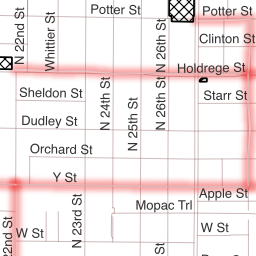 Potter St
Potter St
N 22nd St
Whittier St
N 26th St
Clinton St
Holdrege St
Sheldon St
N 24th St
N 25th St
N 26th St
Starr St
Dudley St
Orchard St
Y St
Apple St
Mopac Trl
N 23rd St
22nd St
W St
W St
St